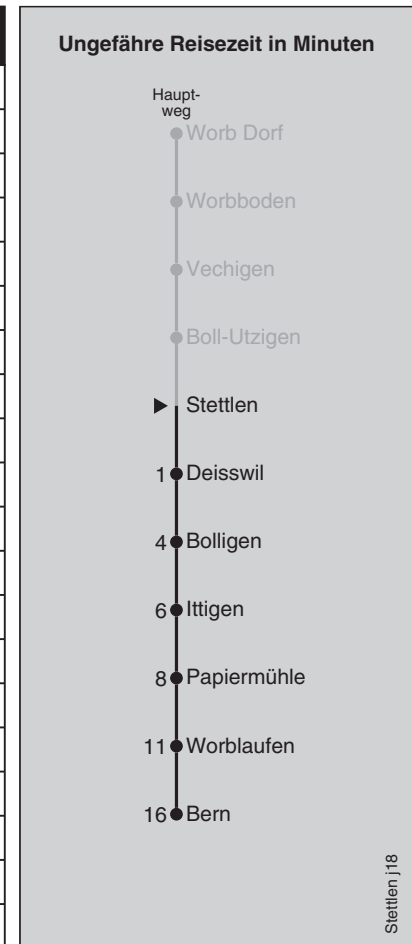 Ungefähre Reisezeit in Minuten
Haupt-
weg
Worb Dorf
Worbboden
Vechigen
Boll-Utzigen
Stettlen
1 Deisswil
4 Bolligen
6 Ittigen
8 Papiermühle
11 Worblaufen
16 Bern
Stettlen j18